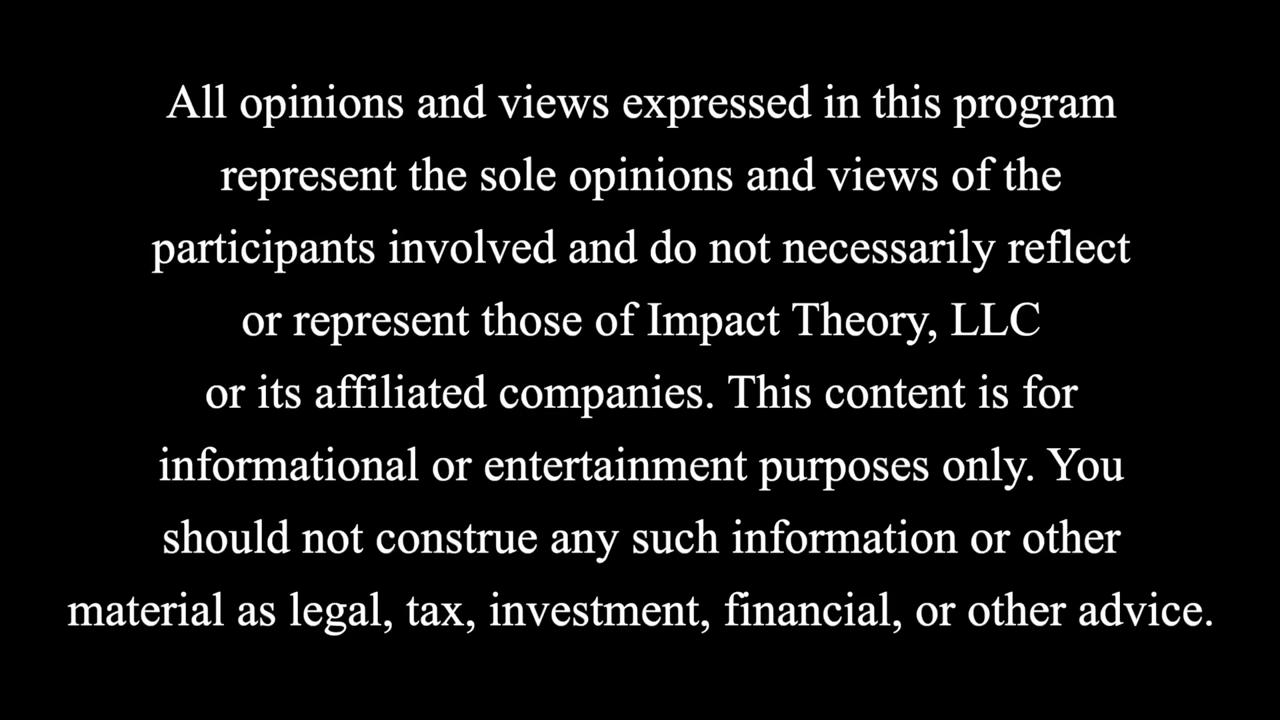 All opinions and views expressed in this program
represent the sole opinions and views of the
participants involved and do not necessarily reflect
or represent those of Impact Theory, LLC
or its affiliated companies. This content is for
informational or entertainment purposes only. You
should not construe any such information or other
material as legal, tax, investment, financial, or other advice.